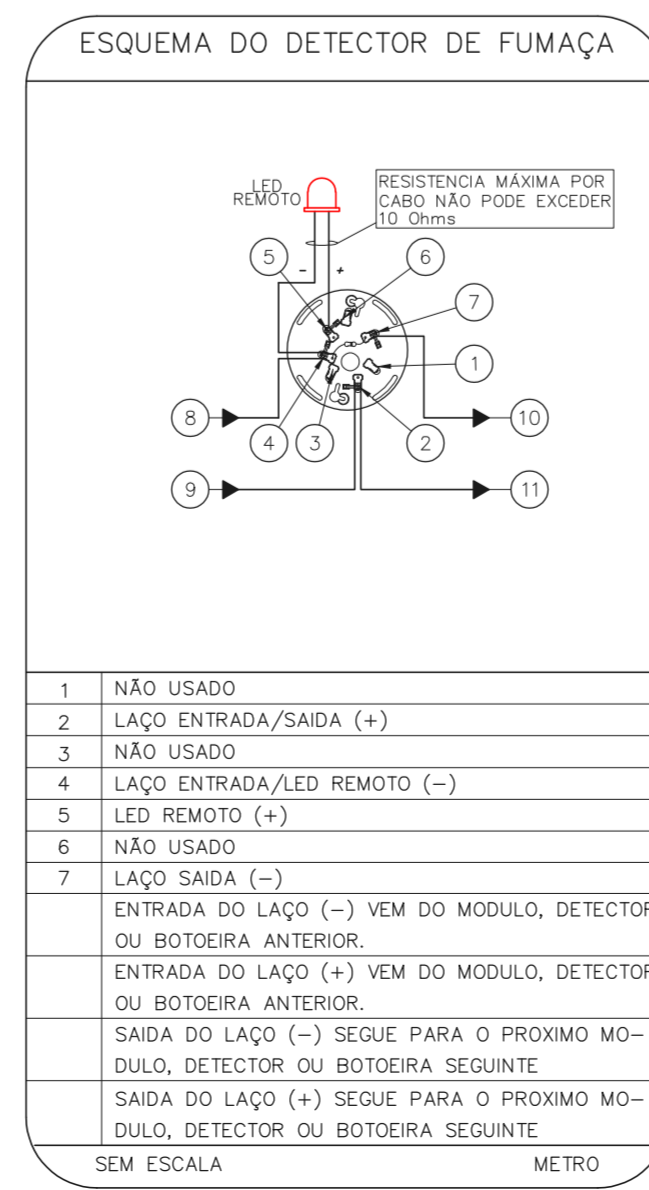 ESQUEMA DO DETECTOR DE FUMAÇA
LED
REMOTO
RESISTENCIA MÁXIMA POR
CABO NÃO PODE EXCEDER
10 Ohms
5
6
- +
7
1
8
10
4
3
2
9
11
1 NÃO USADO
2 LAÇO ENTRADA/SAIDA (+)
3 NÃO USADO
4 LAÇO ENTRADA/LED REMOTO (-)
5 LED REMOTO (+)
6 NÃO USADO
7 LAÇO SAIDA (-)
ENTRADA DO LAÇO (-) VEM DO MODULO, DETECTOR
OU BOTOEIRA ANTERIOR.
ENTRADA DO LAÇO (+) VEM DO MODULO, DETECTOR
OU BOTOEIRA ANTERIOR.
SAIDA DO LAÇO (-) SEGUE PARA O PROXIMO MO-
DULO, DETECTOR OU BOTOEIRA SEGUINTE
SAIDA DO LAÇO (+) SEGUE PARA O PROXIMO MO-
DULO, DETECTOR OU BOTOEIRA SEGUINTE
SEM ESCALA METRO